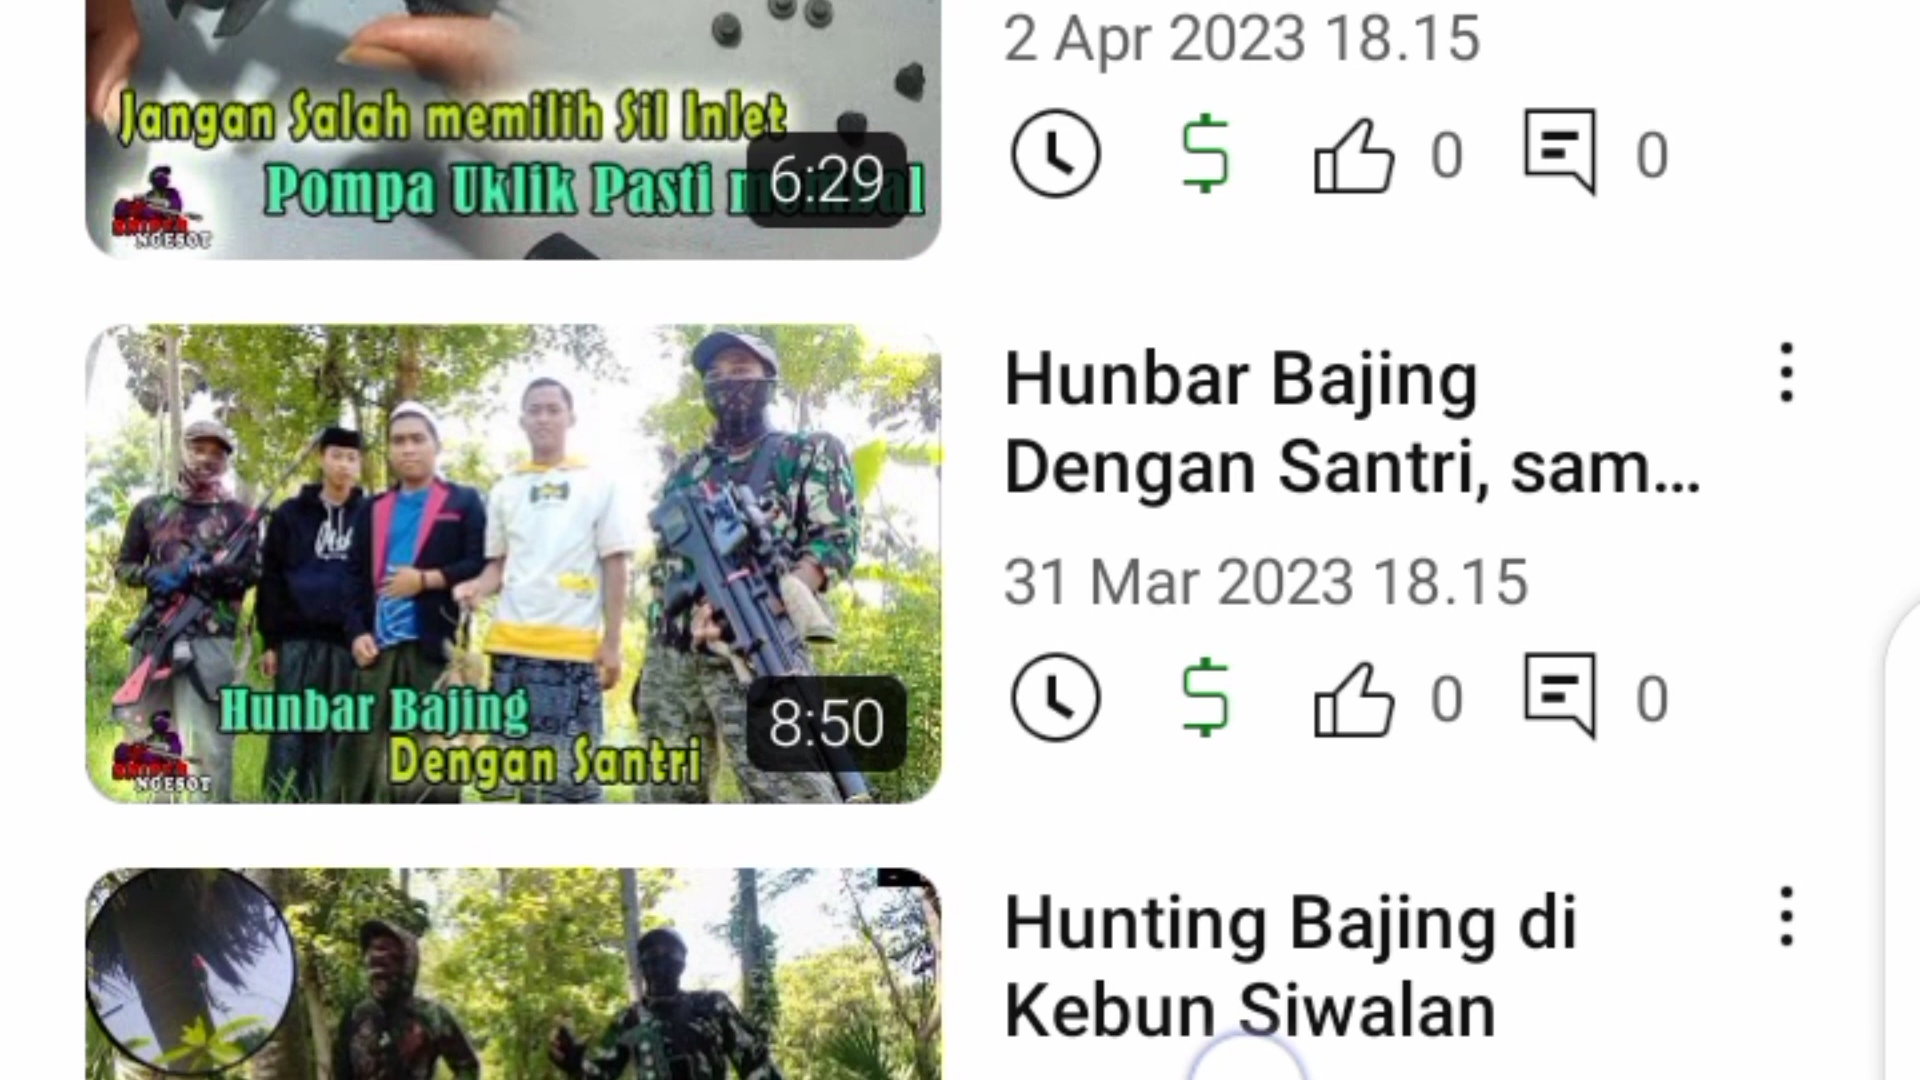 2 Apr 2023 18.15
Jangan Salah memilih Sil Inlet
Pompa Uklik Pasti
6:29
0
0
NGESOT
Hunbar Bajing
Dengan Santri, sam...
31 Mar 2023 18.15
0
0
Hunbar Bajing
Dengan Santri
8:50
NGESOT
Hunting Bajing di
Kebun Siwalan